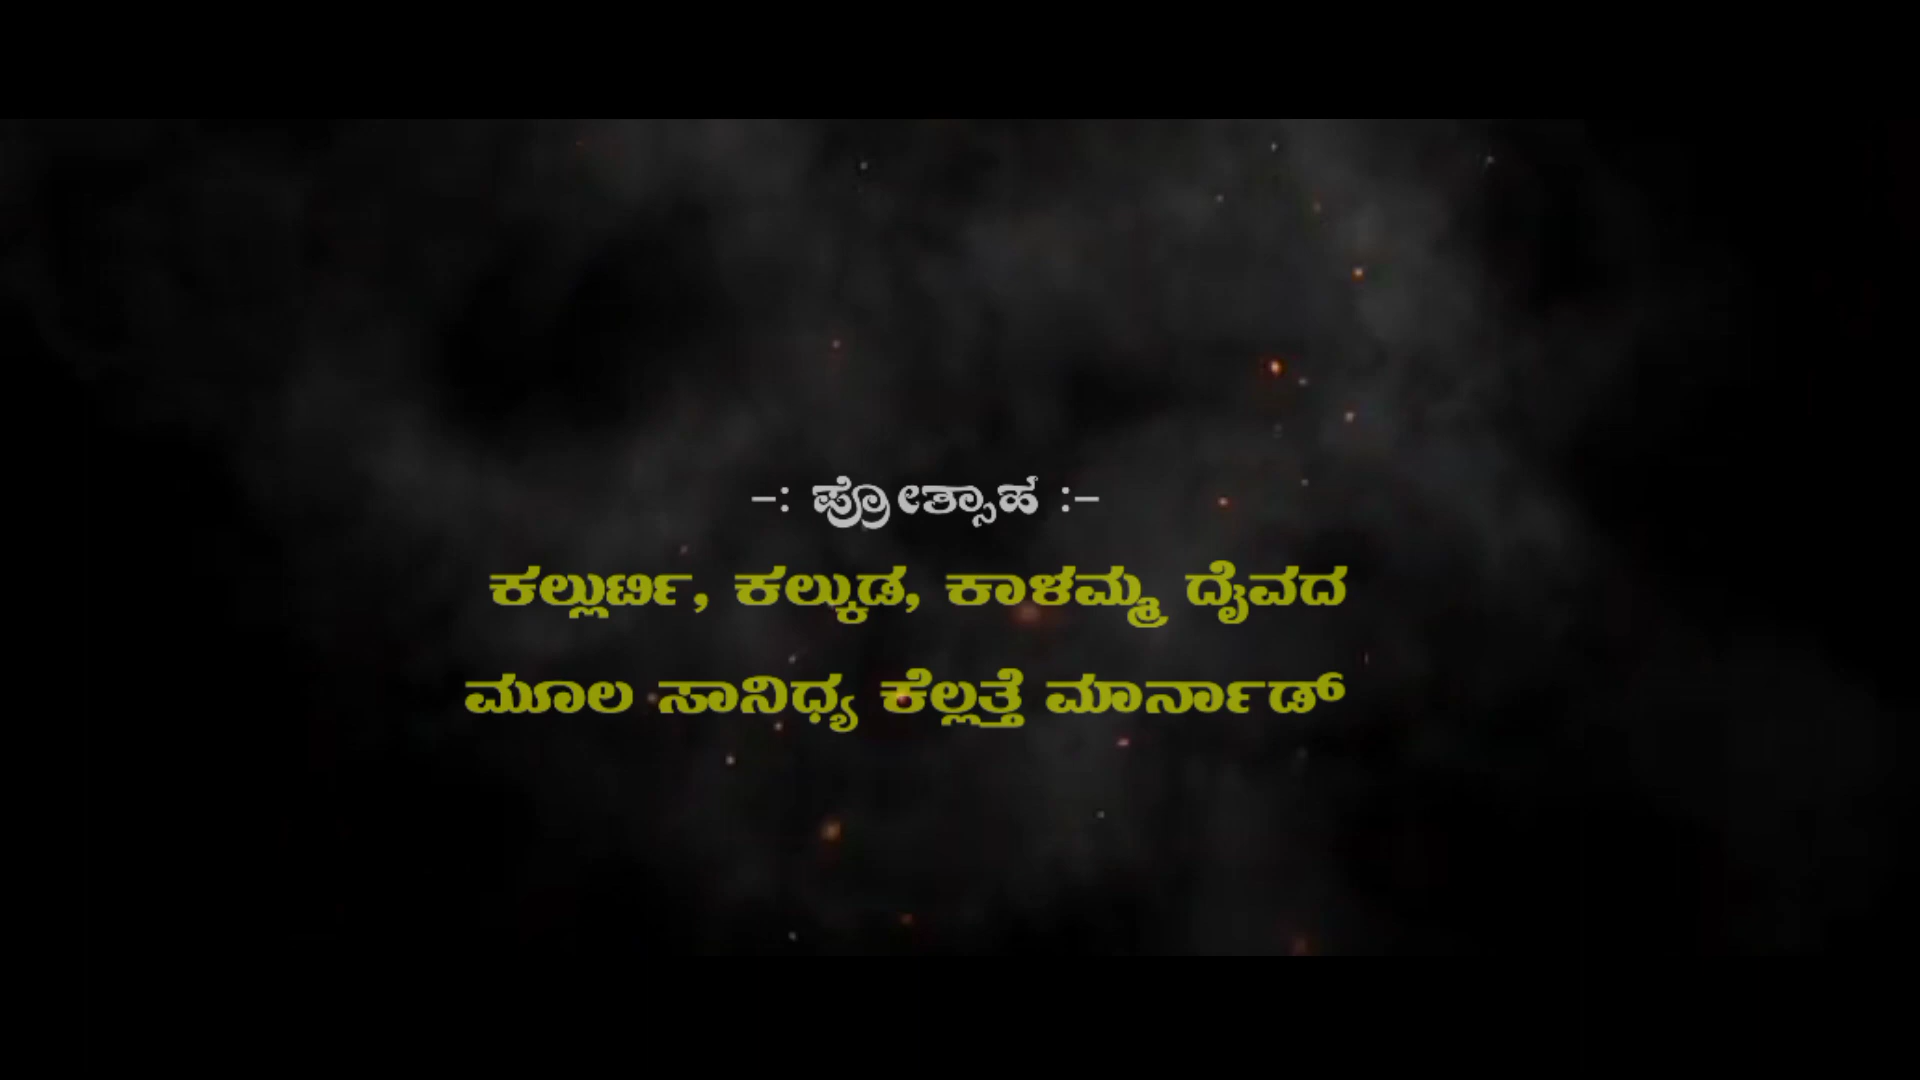 -: ಪ್ರೋತ್ಸಾಹ :-
ಕಲ್ಲುರ್ಟಿ, ಕಲ್ಕುಡ, ಕಾಳಮ್ಮ ದೈವದ
ಮೂಲ ಸಾನಿಧ್ಯ ಕೆಲ್ಲತ್ತೆ ಮಾರ್ನಾಡ್